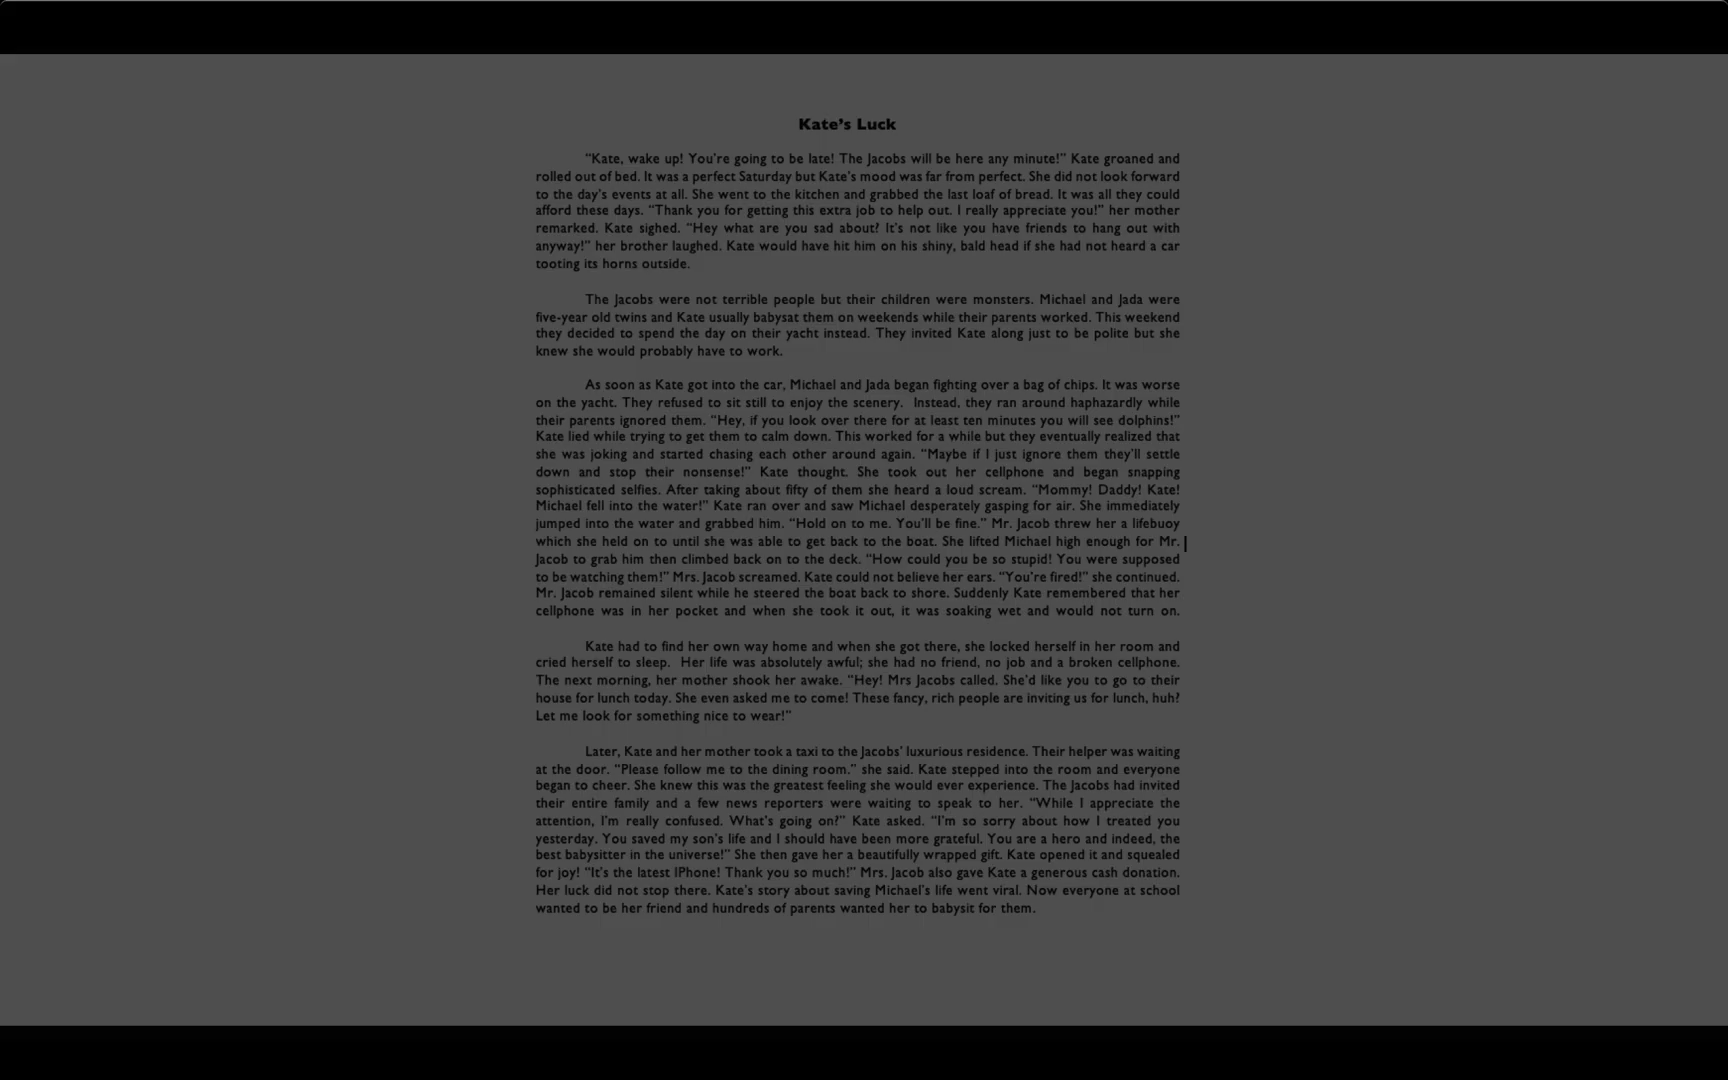 Kate’s Luck
“Kate, wake up! You’re going to be late! The Jacobs will be here any minute!” Kate groaned and
rolled out of bed. It was a perfect Saturday but Kate’s mood was far from perfect. She did not look forward
to the day’s events at all. She went to the kitchen and grabbed the last loaf of bread. It was all they could
afford these days. “Thank you for getting this extra job to help out. I really appreciate you!” her mother
remarked. Kate sighed. “Hey what are you sad about? It’s not like you have friends to hang out with
anyway!” her brother laughed. Kate would have hit him on his shiny, bald head if she had not heard a car
tooting its horns outside.
The Jacobs were not terrible people but their children were monsters. Michael and Jada were
five-year old twins and Kate usually babysat them on weekends while their parents worked. This weekend
they decided to spend the day on their yacht instead. They invited Kate along just to be polite but she
knew she would probably have to work.
As soon as Kate got into the car, Michael and Jada began fighting over a bag of chips. It was worse
on the yacht. They refused to sit still to enjoy the scenery.  Instead, they ran around haphazardly while
their parents ignored them. “Hey, if you look over there for at least ten minutes you will see dolphins!”
Kate lied while trying to get them to calm down. This worked for a while but they eventually realized that
she was joking and started chasing each other around again. “Maybe if I just ignore them they’ll settle
down and stop their nonsense!” Kate thought. She took out her cellphone and began snapping
sophisticated selfies. After taking about fifty of them she heard a loud scream. “Mommy! Daddy! Kate!
Michael fell into the water!” Kate ran over and saw Michael desperately gasping for air. She immediately
jumped into the water and grabbed him. “Hold on to me. You’ll be fine.” Mr. Jacob threw her a lifebuoy
which she held on to until she was able to get back to the boat. She lifted Michael high enough for Mr.
Jacob to grab him then climbed back on to the deck. “How could you be so stupid! You were supposed
to be watching them!” Mrs. Jacob screamed. Kate could not believe her ears. “You’re fired!” she continued.
Mr. Jacob remained silent while he steered the boat back to shore. Suddenly Kate remembered that her
cellphone was in her pocket and when she took it out, it was soaking wet and would not turn on.
Kate had to find her own way home and when she got there, she locked herself in her room and
cried herself to sleep.  Her life was absolutely awful; she had no friend, no job and a broken cellphone.
The next morning, her mother shook her awake. “Hey! Mrs Jacobs called. She’d like you to go to their
house for lunch today. She even asked me to come! These fancy, rich people are inviting us for lunch, huh?
Let me look for something nice to wear!”
Later, Kate and her mother took a taxi to the Jacobs’ luxurious residence. Their helper was waiting
at the door. “Please follow me to the dining room.” she said. Kate stepped into the room and everyone
began to cheer. She knew this was the greatest feeling she would ever experience. The Jacobs had invited
their entire family and a few news reporters were waiting to speak to her. “While I appreciate the
attention, I’m really confused. What’s going on?” Kate asked. “I’m so sorry about how I treated you
yesterday. You saved my son’s life and I should have been more grateful. You are a hero and indeed, the
best babysitter in the universe!” She then gave her a beautifully wrapped gift. Kate opened it and squealed
for joy! “It’s the latest IPhone! Thank you so much!” Mrs. Jacob also gave Kate a generous cash donation.
Her luck did not stop there. Kate’s story about saving Michael’s life went viral. Now everyone at school
wanted to be her friend and hundreds of parents wanted her to babysit for them.